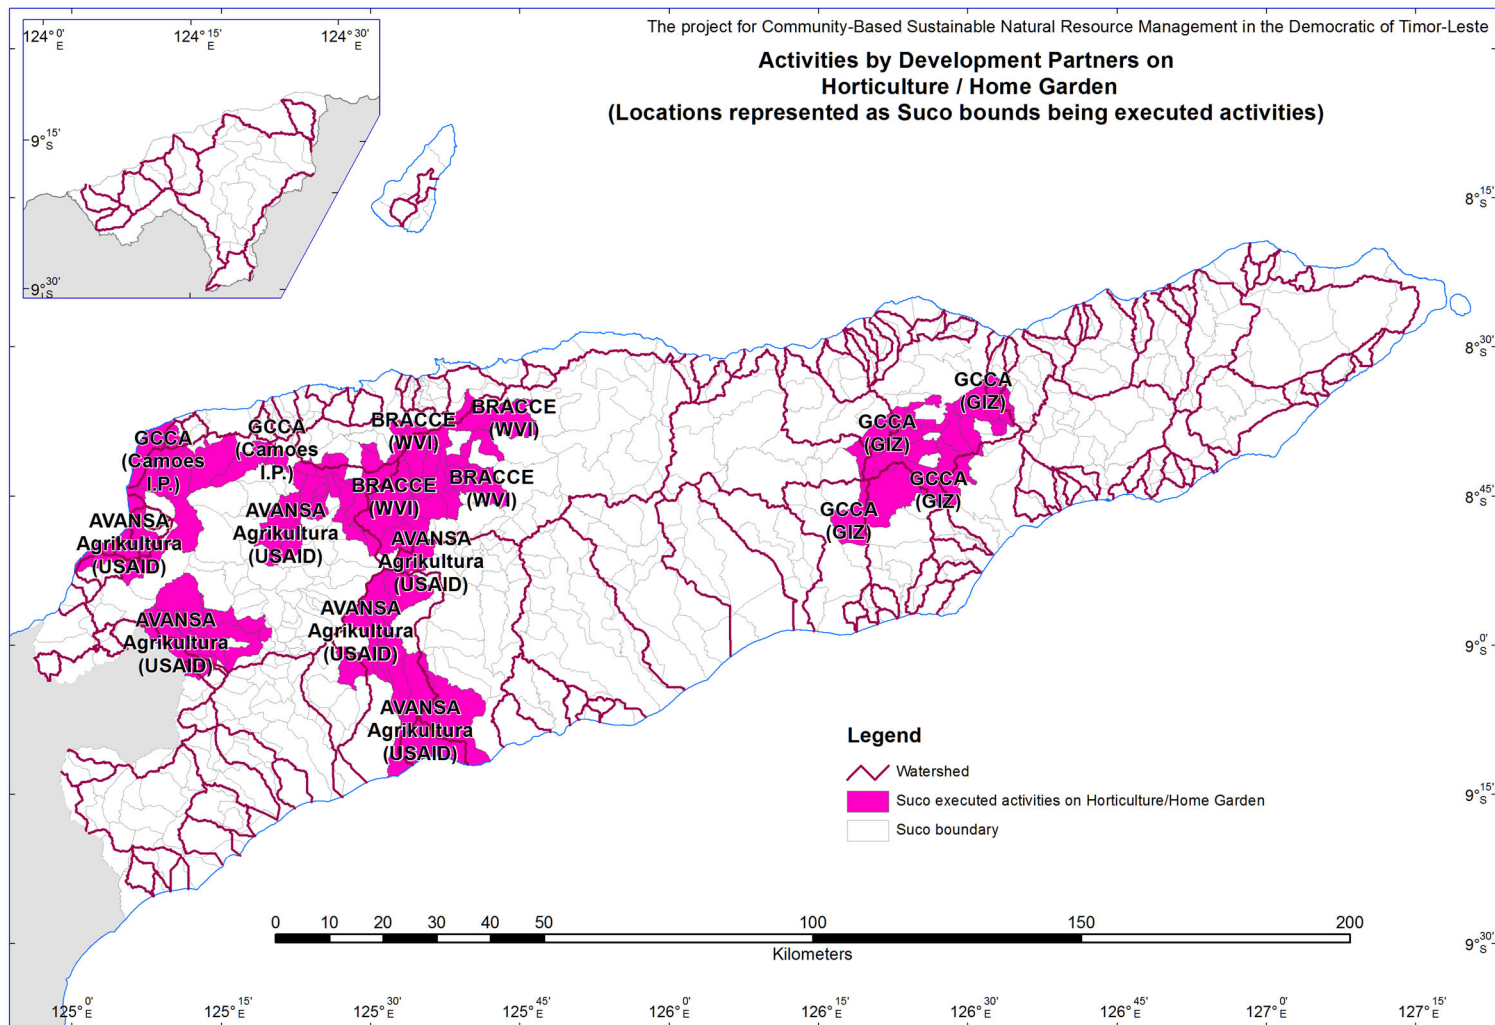 The project for Community-Based Sustainable Natural Resource Management in the Democratic of Timor-Leste
Activities by Development Partners on
Horticulture / Home Garden
(Locations represented as Suco bounds being executed activities)
124° 0' E
124° 15' E
124° 30' E
9° 15' S
9° 30' S
8° 15' S
8° 30' S
8° 45' S
9° 0' S
9° 15' S
9° 30' S
GCCA
(GIZ)
GCCA
(GIZ)
GCCA
(GIZ)
GCCA
(GIZ)
BRACCE
(WVI)
BRACCE
(WVI)
BRACCE
(WVI)
BRACCE
(WVI)
GCCA
(Camoes
I.P.)
GCCA
(Camoes
I.P.)
AVANSA
Agrikultura
(USAID)
AVANSA
Agrikultura
(USAID)
AVANSA
Agrikultura
(USAID)
AVANSA
Agrikultura
(USAID)
AVANSA
Agrikultura
(USAID)
AVANSA
Agrikultura
(USAID)
Legend
Watershed
Suco executed activities on Horticulture/Home Garden
Suco boundary
0 10 20 30 40 50 100 150 200
Kilometers
125° 0' E
125° 15' E
125° 30' E
125° 45' E
126° 0' E
126° 15' E
126° 30' E
126° 45' E
127° 0' E
127° 15' E